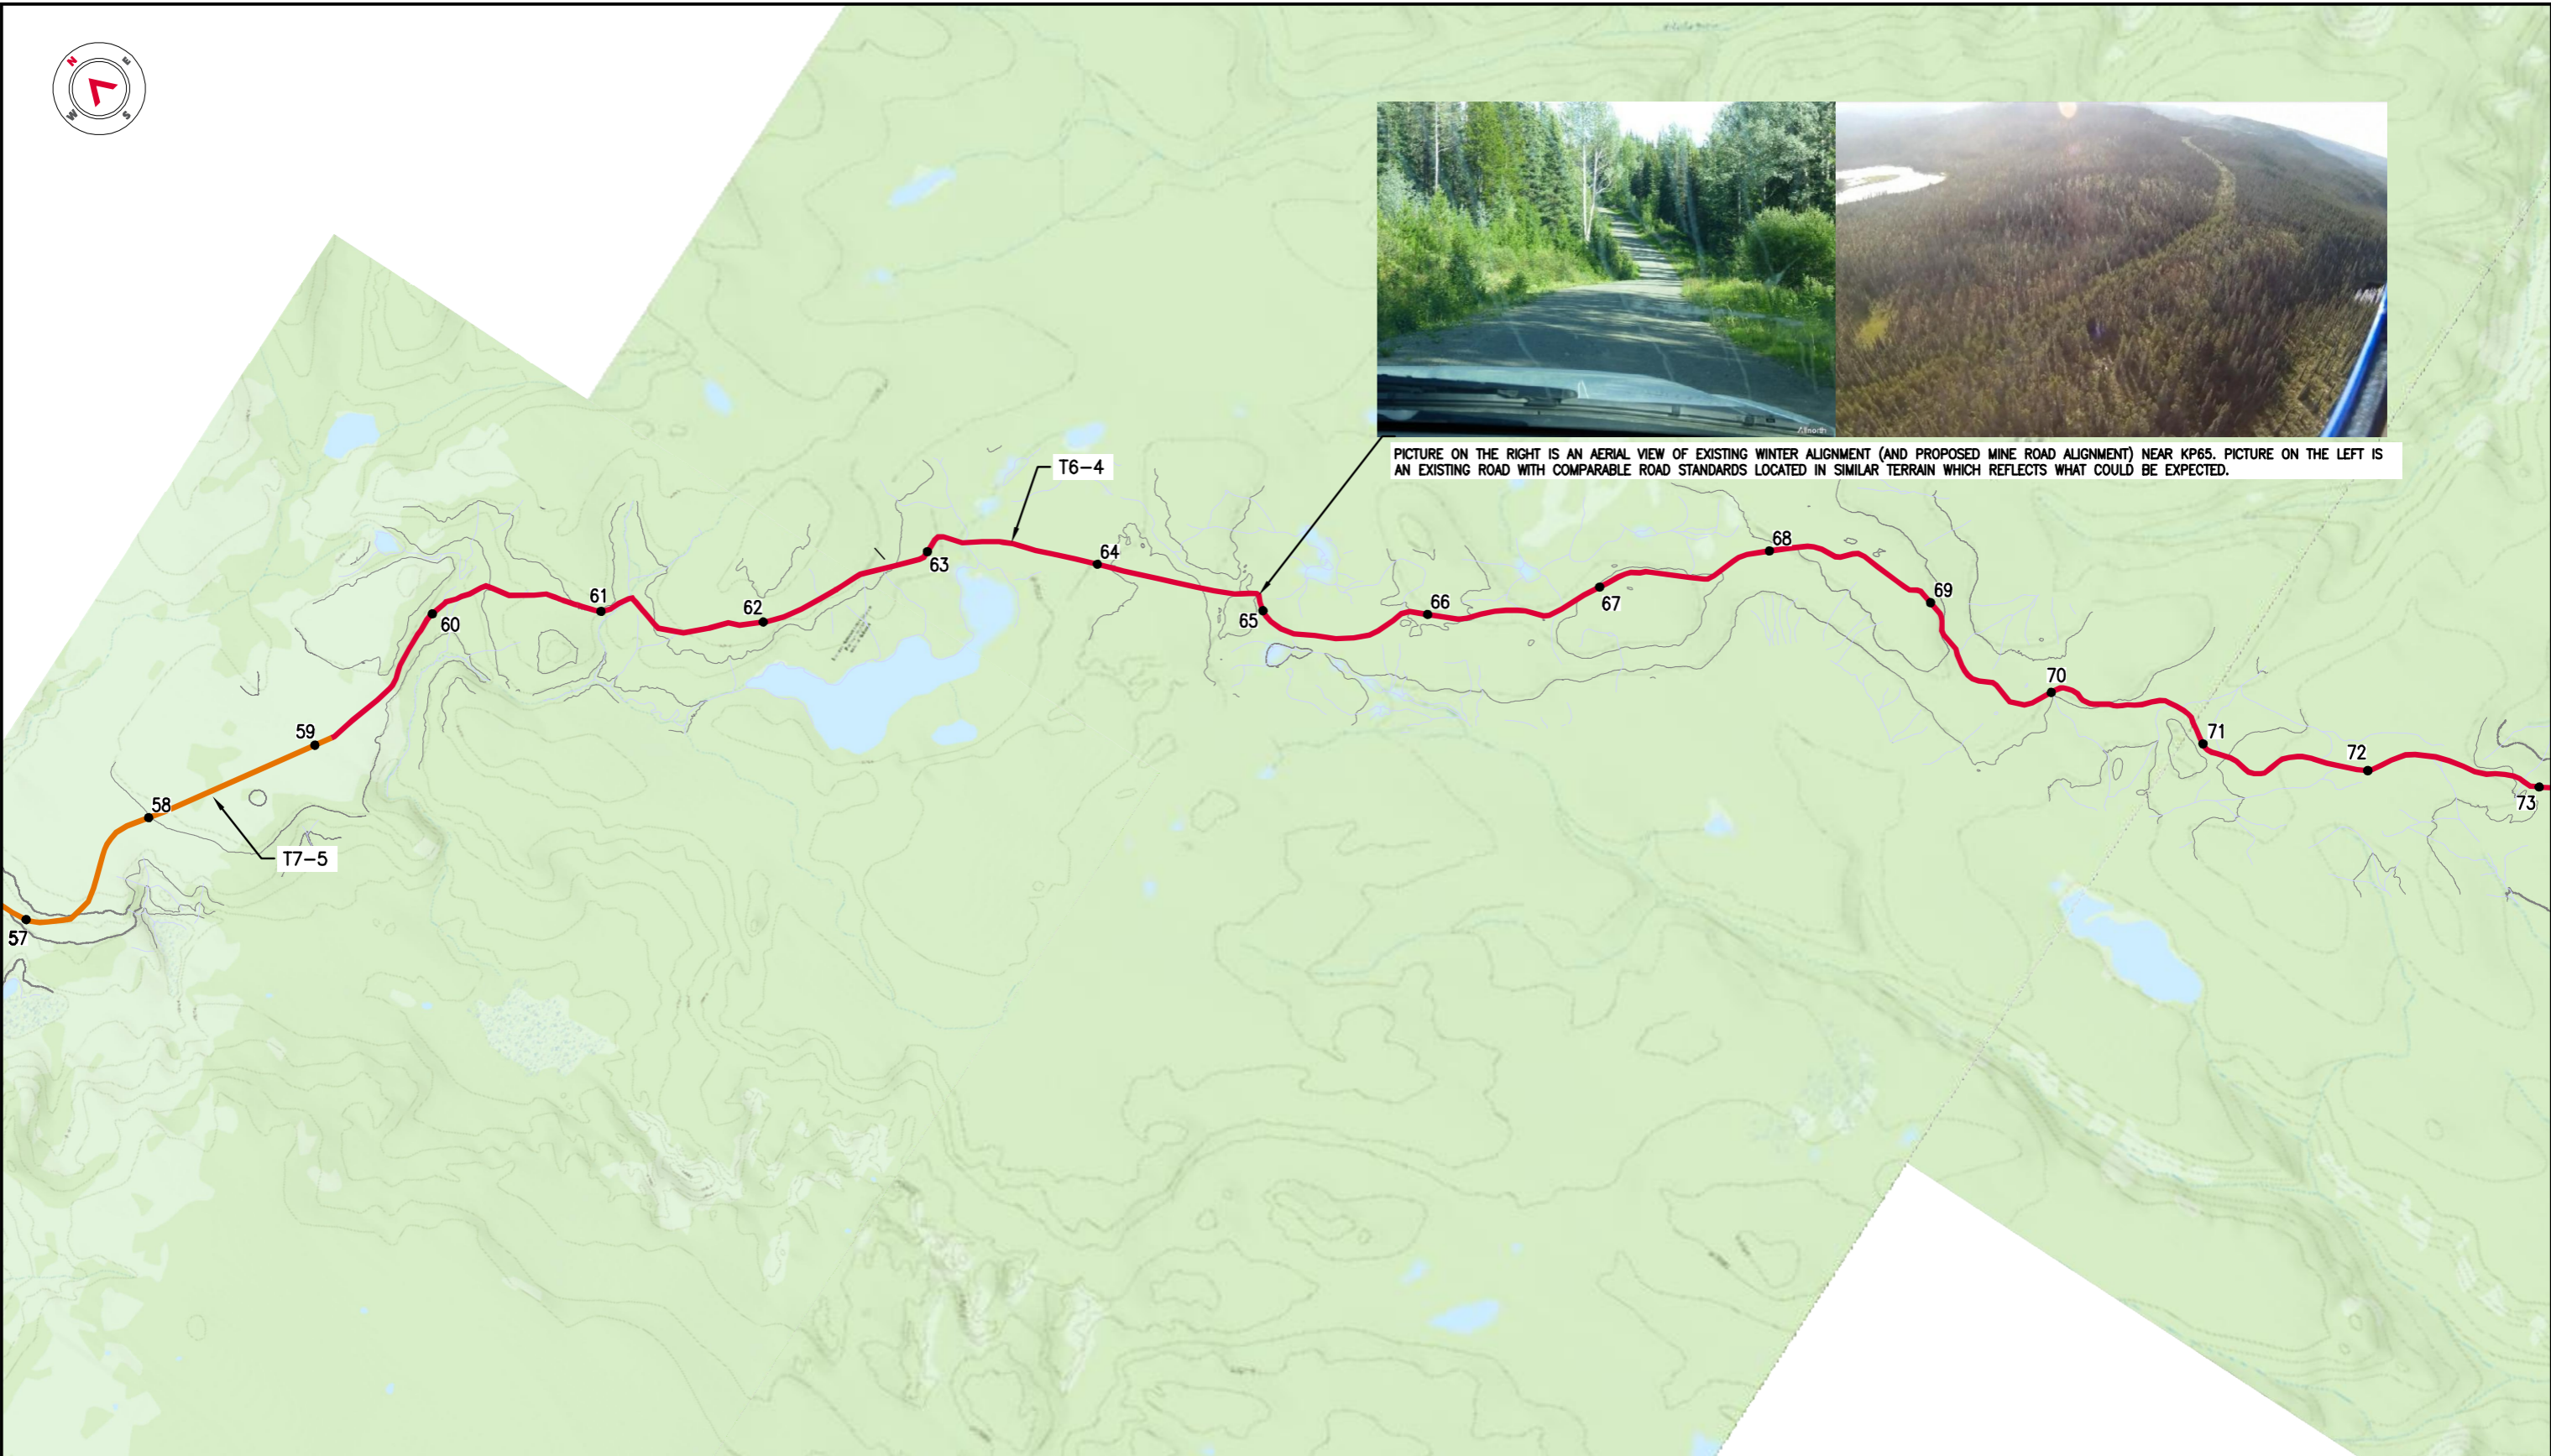 N
E
W
S
Allnorth
PICTURE ON THE RIGHT IS AN AERIAL VIEW OF EXISTING WINTER ALIGNMENT (AND PROPOSED MINE ROAD ALIGNMENT) NEAR KP65. PICTURE ON THE LEFT IS
AN EXISTING ROAD WITH COMPARABLE ROAD STANDARDS LOCATED IN SIMILAR TERRAIN WHICH REFLECTS WHAT COULD BE EXPECTED.
T6-4
T7-5
57
58
59
60
61
62
63
64
65
66
67
68
69
70
71
72
73